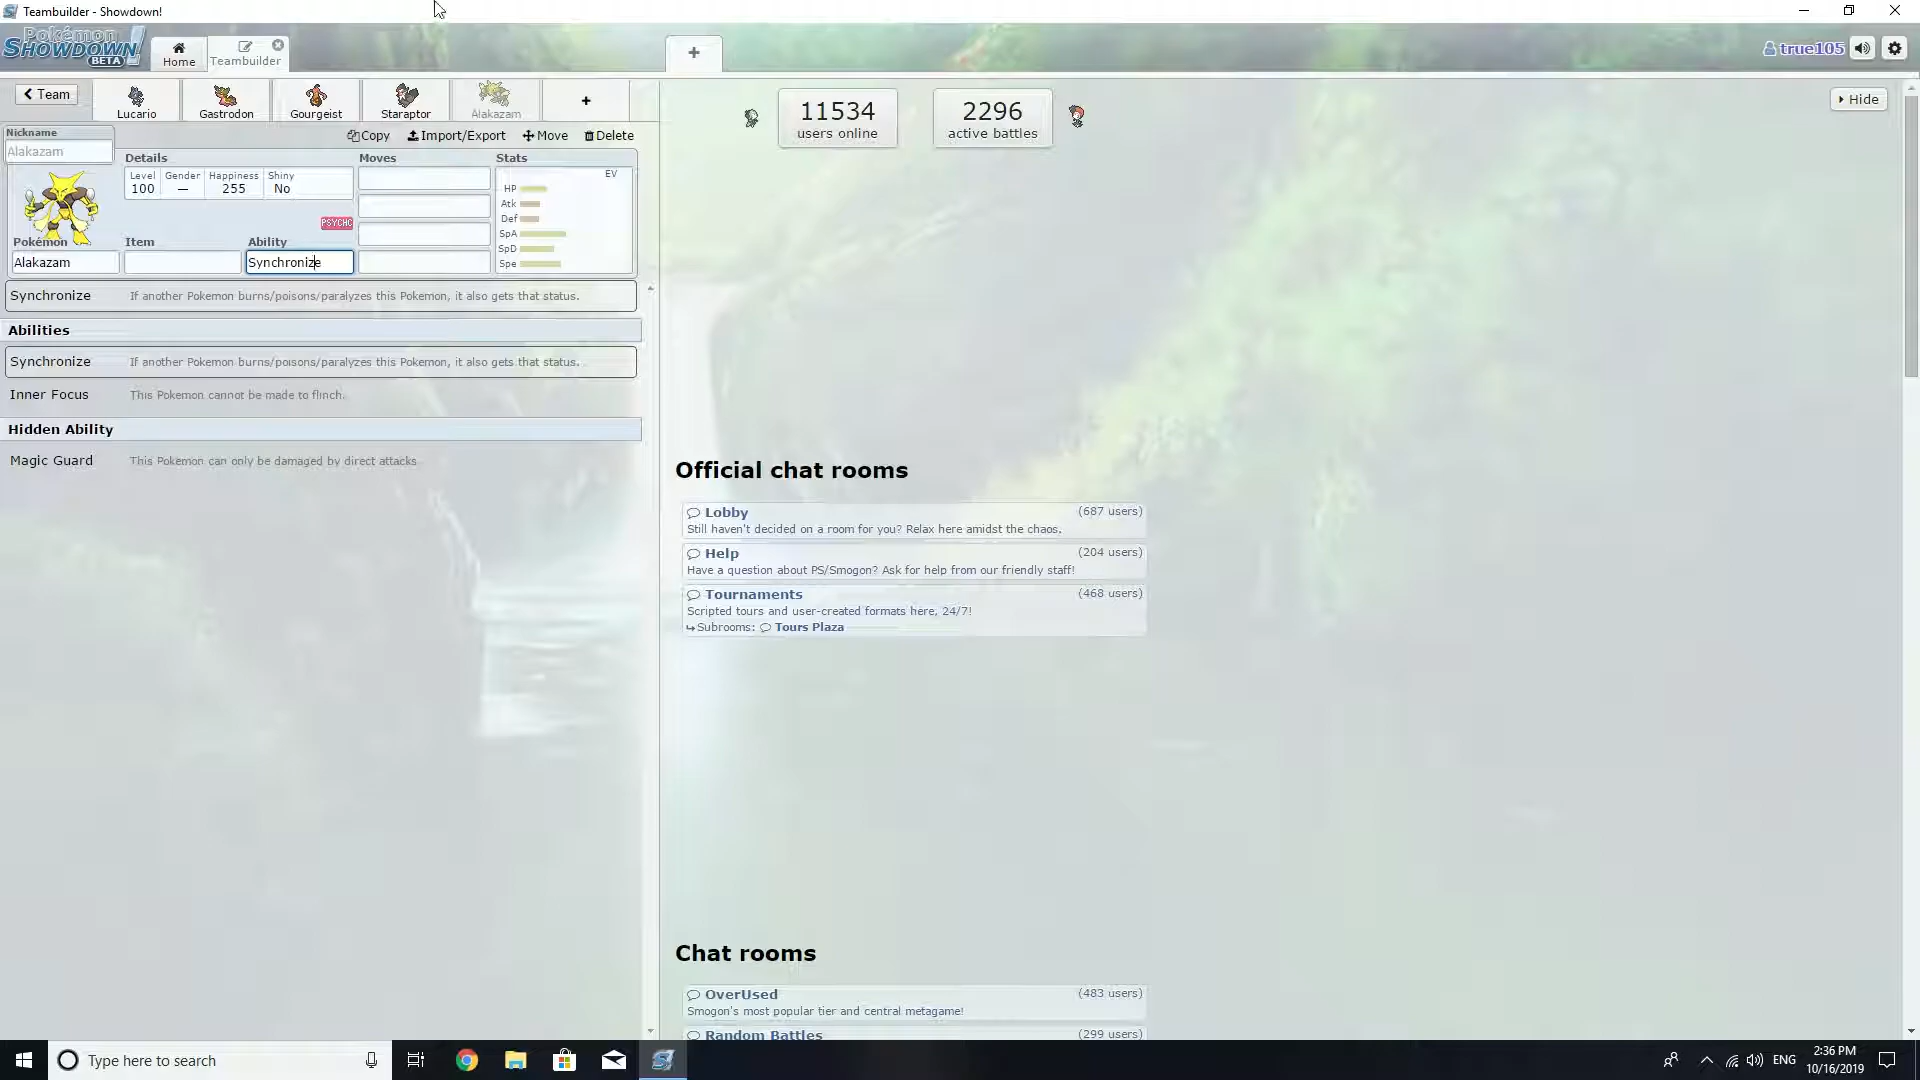 Teambuilder - Showdown!
Pokémon
SHOWDOWN!
BETA
Home
Teambuilder
+
true105
< Team
Lucario
Gastrodon
Gourgeist
Staraptor
Alakazam
+
Nickname
Alakazam
Copy
Import/Export
Move
Delete
Details
Moves
Stats
Level
100
Gender
—
Happiness
255
Shiny
No
EV
HP
Atk
Def
SpA
SpD
Spe
PSYCHC
Pokémon
Item
Ability
Alakazam
Synchronize
Synchronize If another Pokemon burns/poisons/paralyzes this Pokemon, it also gets that status.
Abilities
Synchronize If another Pokemon burns/poisons/paralyzes this Pokemon, it also gets that status.
Inner Focus This Pokemon cannot be made to flinch.
Hidden Ability
Magic Guard This Pokemon can only be damaged by direct attacks.
11534
users online
2296
active battles
Hide
Official chat rooms
Lobby (687 users)
Still haven't decided on a room for you? Relax here amidst the chaos.
Help (204 users)
Have a question about PS/Smogon? Ask for help from our friendly staff!
Tournaments (468 users)
Scripted tours and user-created formats here, 24/7!
Subrooms: Tours Plaza
Chat rooms
OverUsed (483 users)
Smogon's most popular tier and central metagame!
Random Battles (299 users)
Type here to search
ENG
2:36 PM
10/16/2019